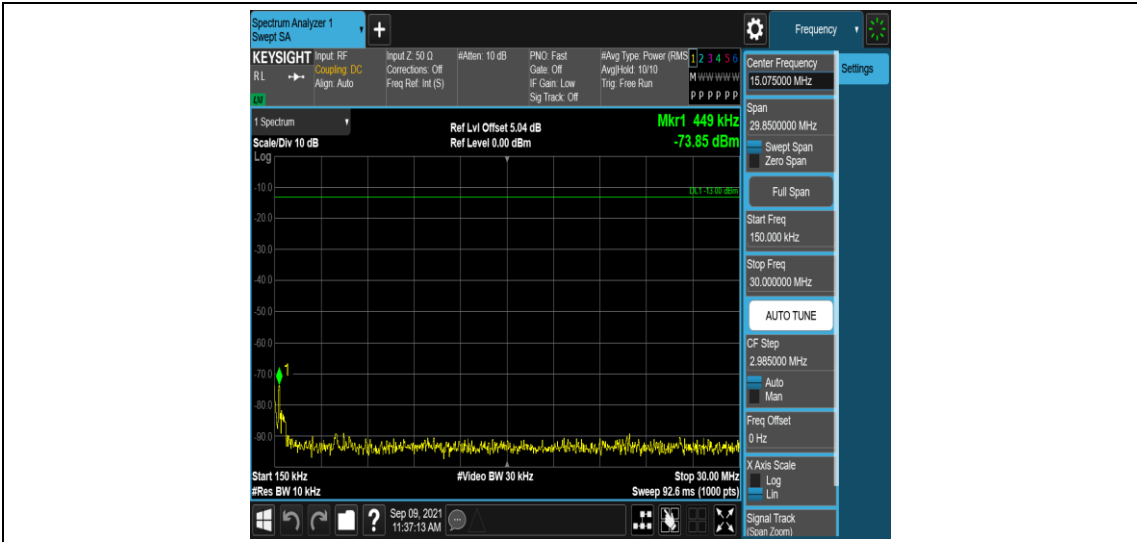 Spectrum Analyzer 1
Swept SA
+
Frequency
KEYSIGHT
RL
LXI
Input: RF
Coupling: DC
Align: Auto
Input Z: 50 Ω
Corrections: Off
Freq Ref: Int (S)
#Atten: 10 dB
PNO: Fast
Gate: Off
IF Gain: Low
Sig Track: Off
#Avg Type: Power (RMS
Avg|Hold: 10/10
Trig: Free Run
1 2 3 4 5 6
M W W W W W
P P P P P P
Center Frequency
15.075000 MHz
Settings
Span
29.8500000 MHz
Swept Span
Zero Span
Full Span
Start Freq
150.000 kHz
Stop Freq
30.000000 MHz
AUTO TUNE
CF Step
2.985000 MHz
Auto
Man
Freq Offset
0 Hz
X Axis Scale
Log
Lin
Signal Track
(Span Zoom)
1 Spectrum
Scale/Div 10 dB
Log
Ref Lvl Offset 5.04 dB
Ref Level 0.00 dBm
Mkr1 449 kHz
-73.85 dBm
DL1 -13.00 dBm
-10.0
-20.0
-30.0
-40.0
-50.0
-60.0
-70.0
1
-80.0
-90.0
Start 150 kHz
#Res BW 10 kHz
#Video BW 30 kHz
Stop 30.00 MHz
Sweep 92.6 ms (1000 pts)
?
Sep 09, 2021
11:37:13 AM